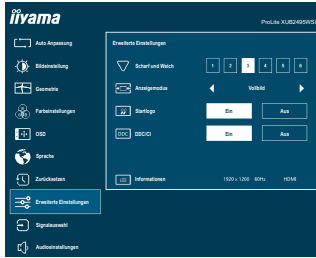 iiyama
ProLite XUB2495WSU
Auto Anpassung
Bildeinstellung
Geometrie
Farbeinstellungen
OSD
Sprache
Zurücksetzen
Erweiterte Einstellungen
Signalauswahl
Audioeinstellungen
Erweiterte Einstellungen
Scharf und Weich
1 2 3 4 5 6
Anzeigemodus
Vollbild
Startlogo
Ein Aus
DDC DDC/CI
Ein Aus
Informationen
1920 x 1200 60Hz HDMI